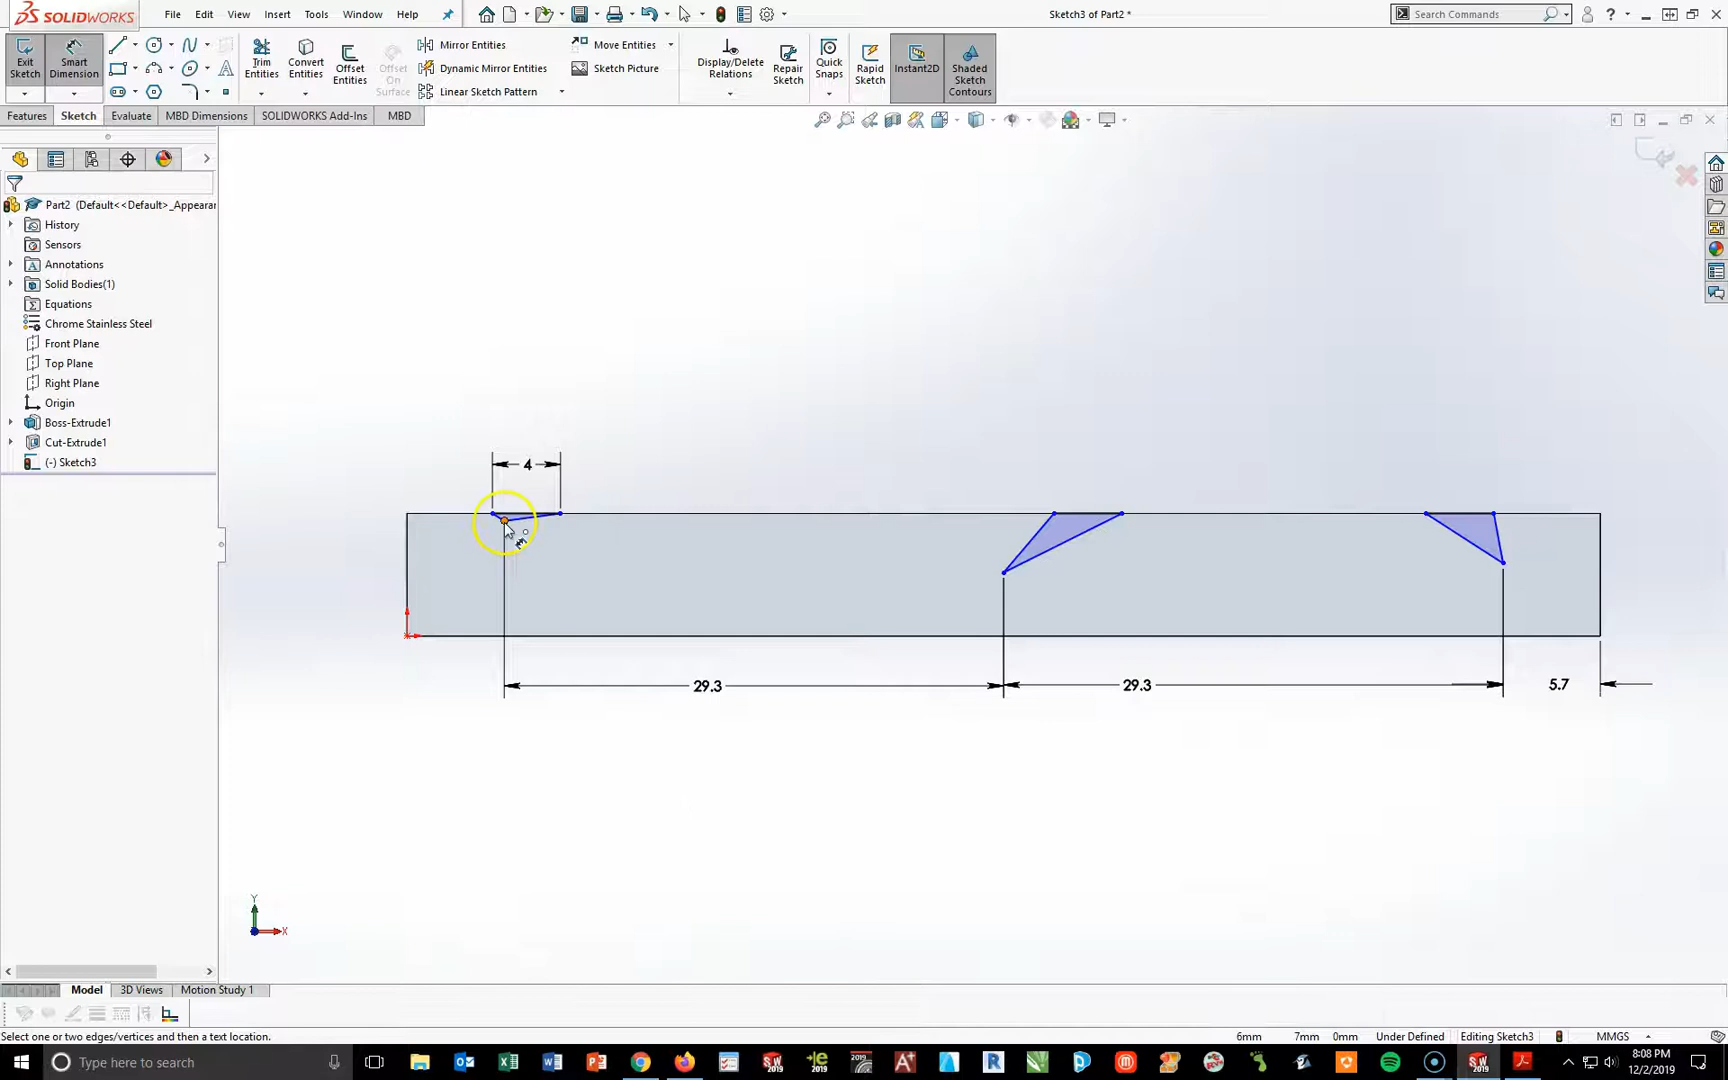 SOLIDWORKS
File Edit View Insert Tools Window Help
Sketch3 of Part2 *
Search Commands
Exit Sketch
Smart Dimension
Trim Entities
Convert Entities
Offset Entities
Offset On Surface
Mirror Entities
Dynamic Mirror Entities
Linear Sketch Pattern
Move Entities
Sketch Picture
Display/Delete Relations
Repair Sketch
Quick Snaps
Rapid Sketch
Instant2D
Shaded Sketch Contours
Features Sketch Evaluate MBD Dimensions SOLIDWORKS Add-Ins MBD
Part2 (Default<<Default>_Appearar
History
Sensors
Annotations
Solid Bodies(1)
Equations
Chrome Stainless Steel
Front Plane
Top Plane
Right Plane
Origin
Boss-Extrude1
Cut-Extrude1
(-) Sketch3
4
29.3
29.3
5.7
Y
X
Model 3D Views Motion Study 1
Select one or two edges/vertices and then a text location.
6mm 7mm 0mm Under Defined Editing Sketch3 MMGS
Type here to search
8:08 PM
12/2/2019